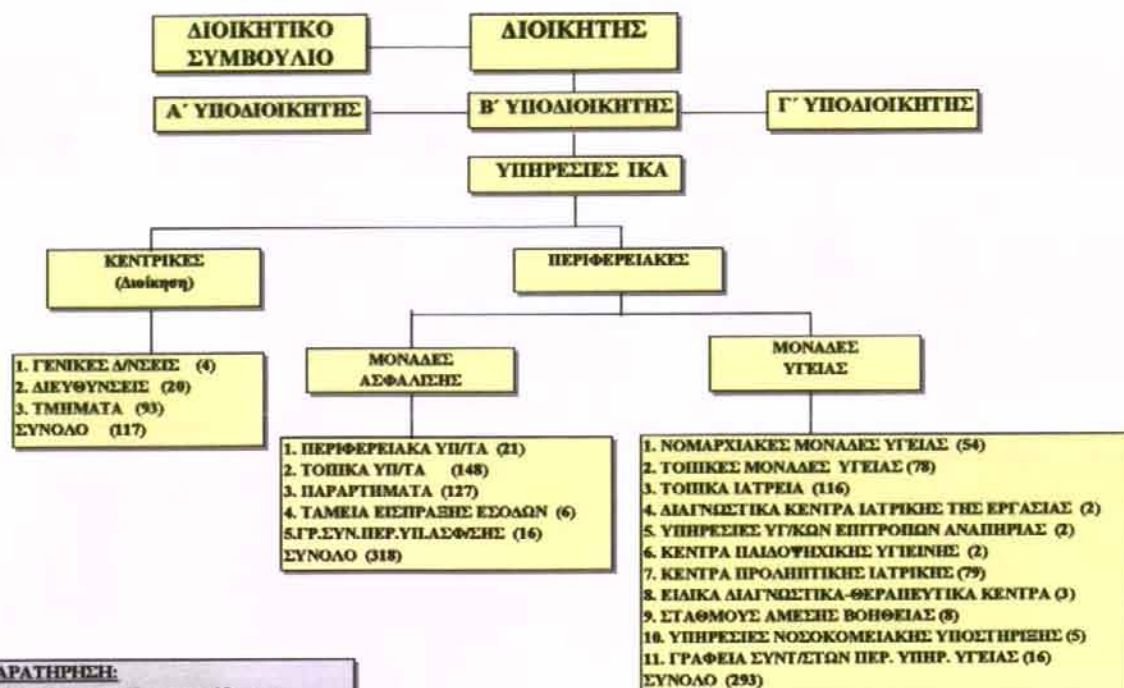 ΔΙΟΙΚΗΤΙΚΟ
ΣΥΜΒΟΥΛΙΟ
ΔΙΟΙΚΗΤΗΣ
Α΄ ΥΠΟΔΙΟΙΚΗΤΗΣ
Β΄ ΥΠΟΔΙΟΙΚΗΤΗΣ
Γ΄ ΥΠΟΔΙΟΙΚΗΤΗΣ
ΥΠΗΡΕΣΙΕΣ ΙΚΑ
ΚΕΝΤΡΙΚΕΣ
(Διοίκηση)
ΠΕΡΙΦΕΡΕΙΑΚΕΣ
1. ΓΕΝΙΚΕΣ Δ/ΝΣΕΙΣ (4)
2. ΔΙΕΥΘΥΝΣΕΙΣ (20)
3. ΤΜΗΜΑΤΑ (93)
ΣΥΝΟΛΟ (117)
ΜΟΝΑΔΕΣ
ΑΣΦΑΛΙΣΗΣ
ΜΟΝΑΔΕΣ
ΥΓΕΙΑΣ
1. ΠΕΡΙΦΕΡΕΙΑΚΑ ΥΠ/ΤΑ (21)
2. ΤΟΠΙΚΑ ΥΠ/ΤΑ (148)
3. ΠΑΡΑΡΤΗΜΑΤΑ (127)
4. ΤΑΜΕΙΑ ΕΙΣΠΡΑΞΗΣ ΕΣΟΔΩΝ (6)
5.ΓΡ.ΣΥΝ.ΠΕΡ.ΥΠ.ΑΣΦ/ΣΗΣ (16)
ΣΥΝΟΛΟ (318)
1. ΝΟΜΑΡΧΙΑΚΕΣ ΜΟΝΑΔΕΣ ΥΓΕΙΑΣ (54)
2. ΤΟΠΙΚΕΣ ΜΟΝΑΔΕΣ ΥΓΕΙΑΣ (78)
3. ΤΟΠΙΚΑ ΙΑΤΡΕΙΑ (116)
4. ΔΙΑΓΝΩΣΤΙΚΑ ΚΕΝΤΡΑ ΙΑΤΡΙΚΗΣ ΤΗΣ ΕΡΓΑΣΙΑΣ (2)
5. ΥΠΗΡΕΣΙΕΣ ΥΓ/ΚΩΝ ΕΠΙΤΡΟΠΩΝ ΑΝΑΠΗΡΙΑΣ (2)
6. ΚΕΝΤΡΑ ΠΑΙΔΟΨΗΧΙΚΗΣ ΥΓΙΕΙΝΗΣ (2)
7. ΚΕΝΤΡΑ ΠΡΟΛΗΠΤΙΚΗΣ ΙΑΤΡΙΚΗΣ (79)
8. ΕΙΔΙΚΑ ΔΙΑΓΝΩΣΤΙΚΑ-ΘΕΡΑΠΕΥΤΙΚΑ ΚΕΝΤΡΑ (3)
9. ΣΤΑΘΜΟΥΣ ΑΜΕΣΗΣ ΒΟΗΘΕΙΑΣ (8)
10. ΥΠΗΡΕΣΙΕΣ ΝΟΣΟΚΟΜΕΙΑΚΗΣ ΥΠΟΣΤΗΡΙΞΗΣ (5)
11. ΓΡΑΦΕΙΑ ΣΥΝΤ/ΣΤΩΝ ΠΕΡ. ΥΠΗΡ. ΥΓΕΙΑΣ (16)
ΣΥΝΟΛΟ (293)
ΑΡΑΤΗΡΗΣΗ: